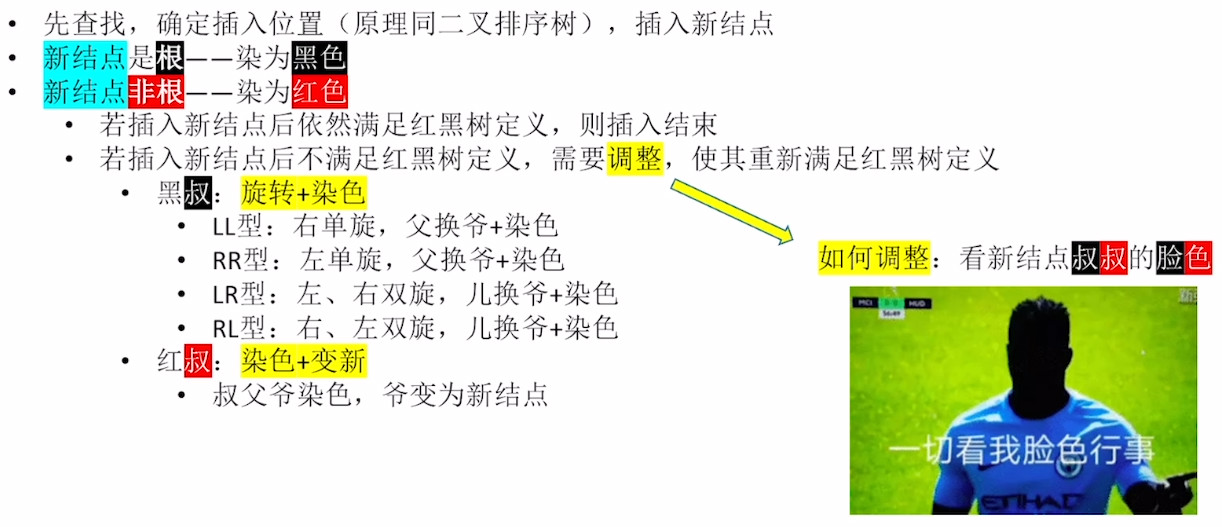 • 先查找，确定插入位置（原理同二叉排序树），插入新结点
• 新结点是根——染为黑色
• 新结点非根——染为红色
• 若插入新结点后依然满足红黑树定义，则插入结束
• 若插入新结点后不满足红黑树定义，需要调整，使其重新满足红黑树定义
• 黑叔：旋转+染色
• LL型：右单旋，父换爷+染色
• RR型：左单旋，父换爷+染色
• LR型：左、右双旋，儿换爷+染色
• RL型：右、左双旋，儿换爷+染色
• 红叔：染色+变新
• 叔父爷染色，爷变为新结点
如何调整：看新结点叔叔的脸色
MCI
HUD
56:49
一切看我脸色行事
ETIHAD